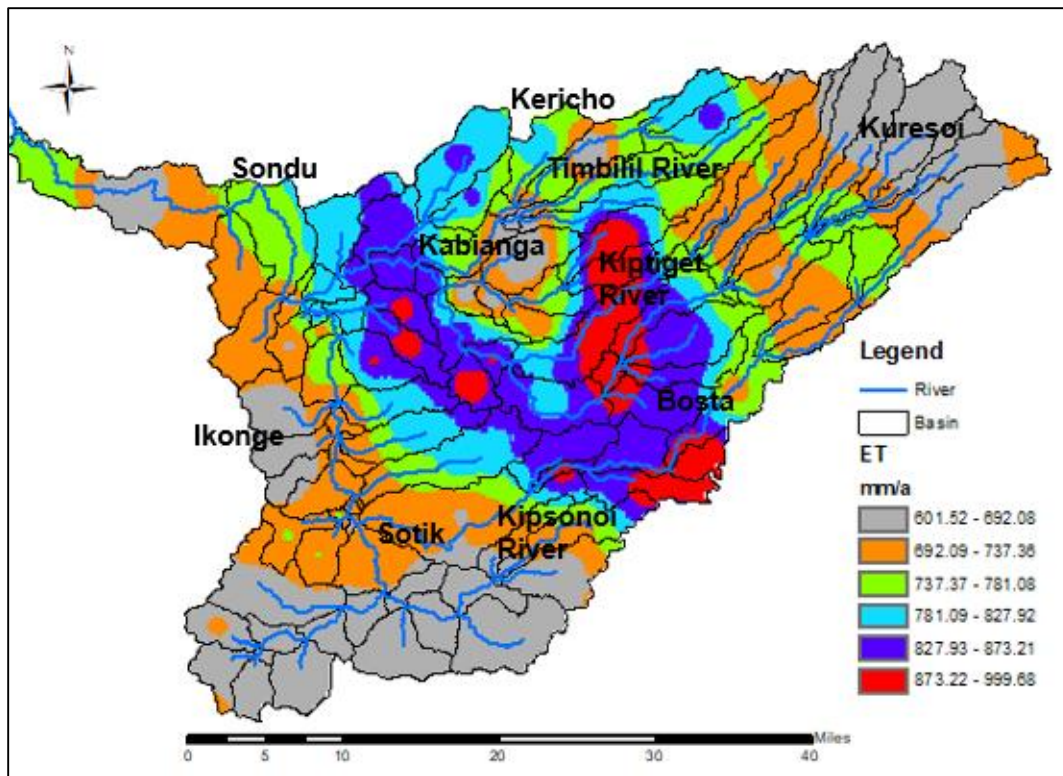 N
Kericho
Kuresoi
Sondu
Timbilil River
Kabianga
Kiptiget
River
Legend
River
Basin
Bosta
Ikonge
ET
mm/a
601.52 - 692.08
Sotik
Kipsonoi
River
692.09 - 737.36
737.37 - 781.08
781.09 - 827.92
827.93 - 873.21
873.22 - 999.68
Miles
0 5 10 20 30 40